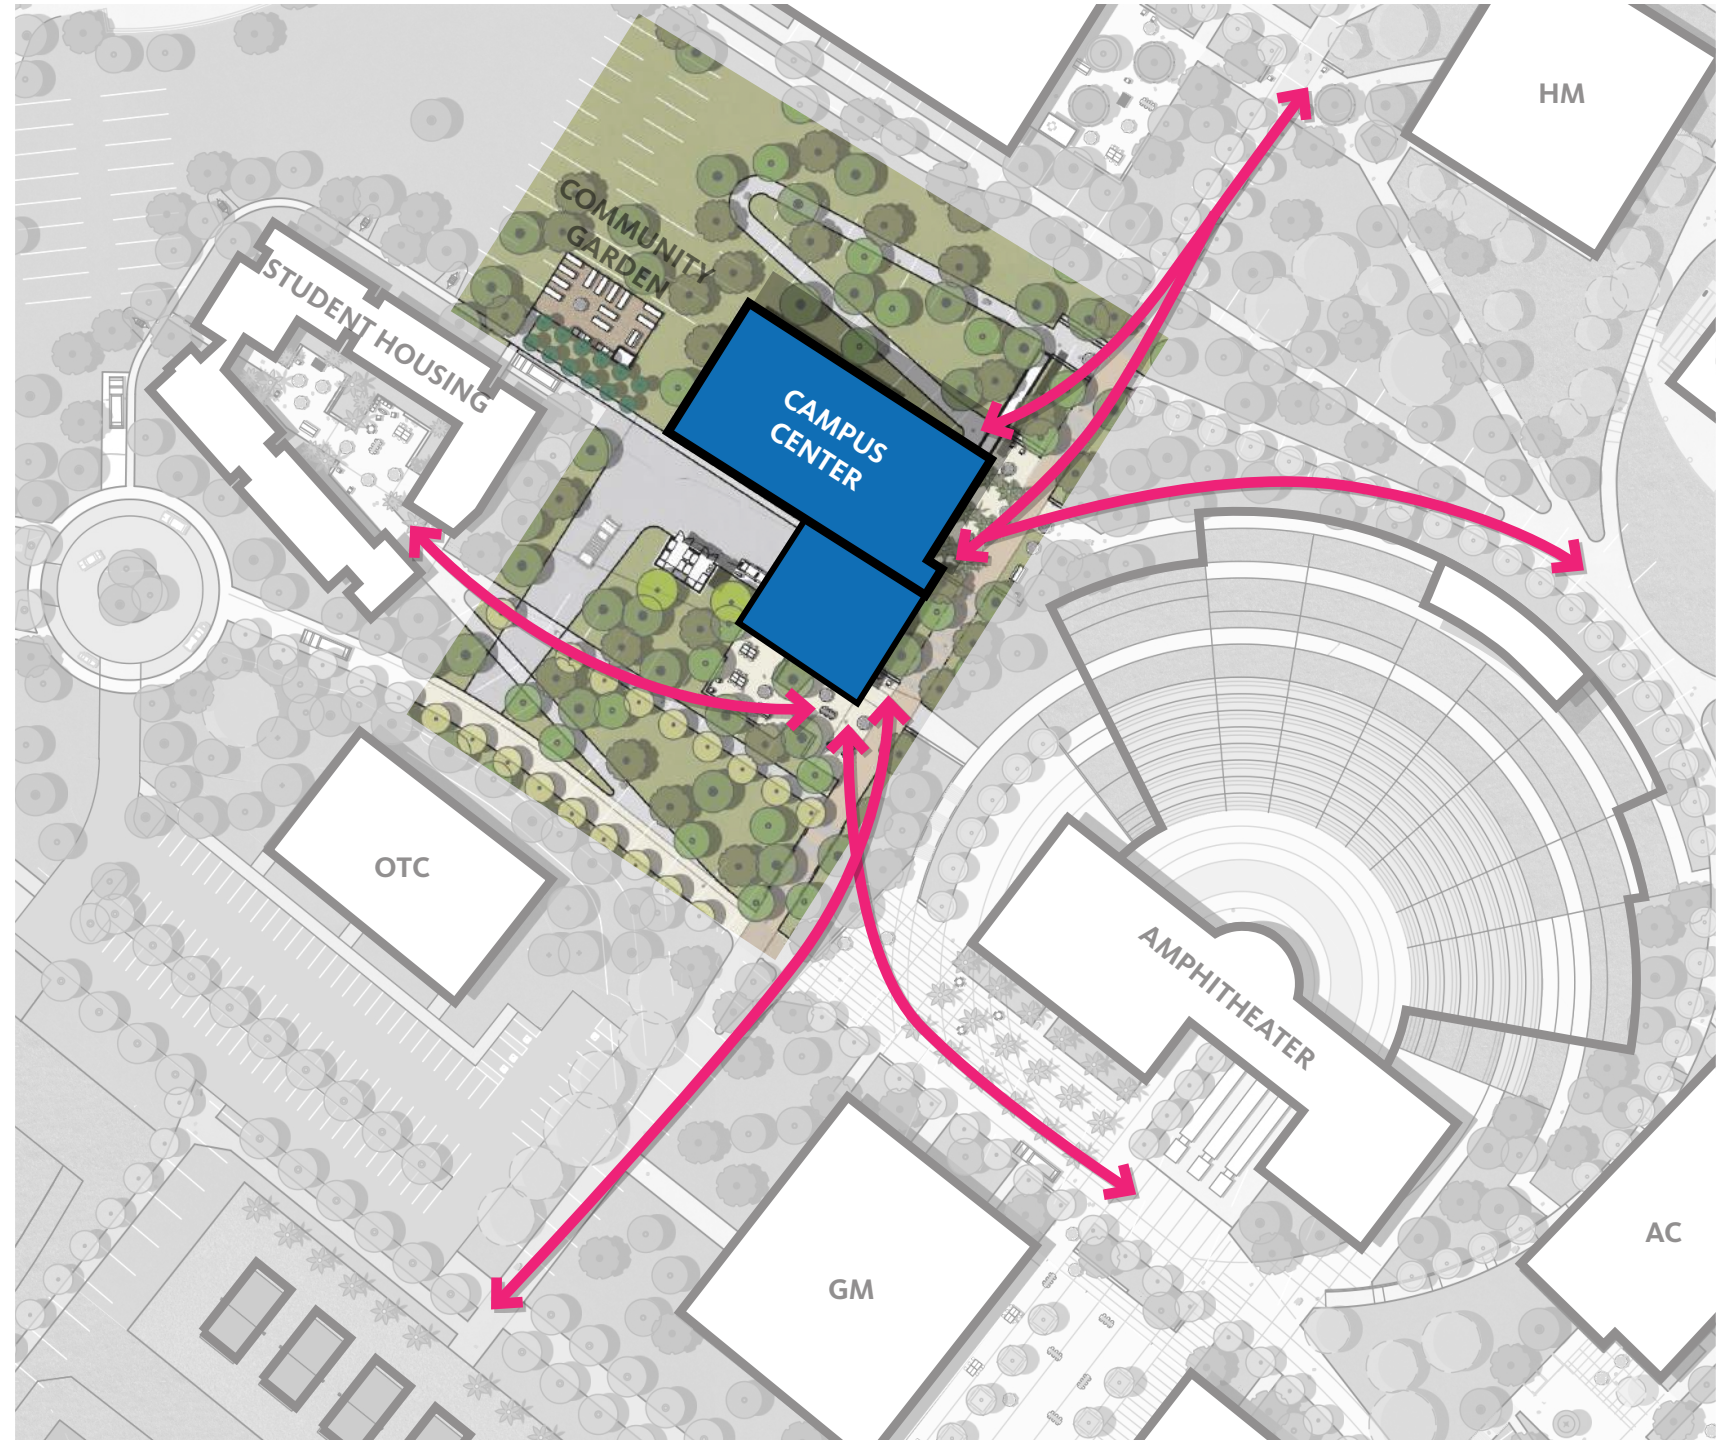 HM
COMMUNITY
GARDEN
STUDENT HOUSING
CAMPUS
CENTER
OTC
AMPHITHEATER
AC
GM